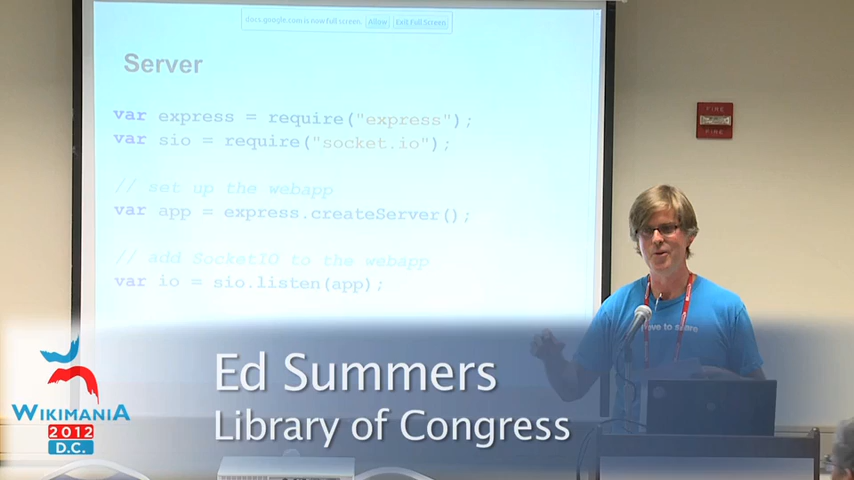 docs.google.com is now full screen. Allow Exit Full Screen
Server
var express = require("express");
var sio = require("socket.io");
// set up the webapp
var app = express.createServer();
// add SocketIO to the webapp
var io = sio.listen(app);
FIRE
FIRE
to share
Ed Summers
Library of Congress
WIKIMANIA
2012
D.C.